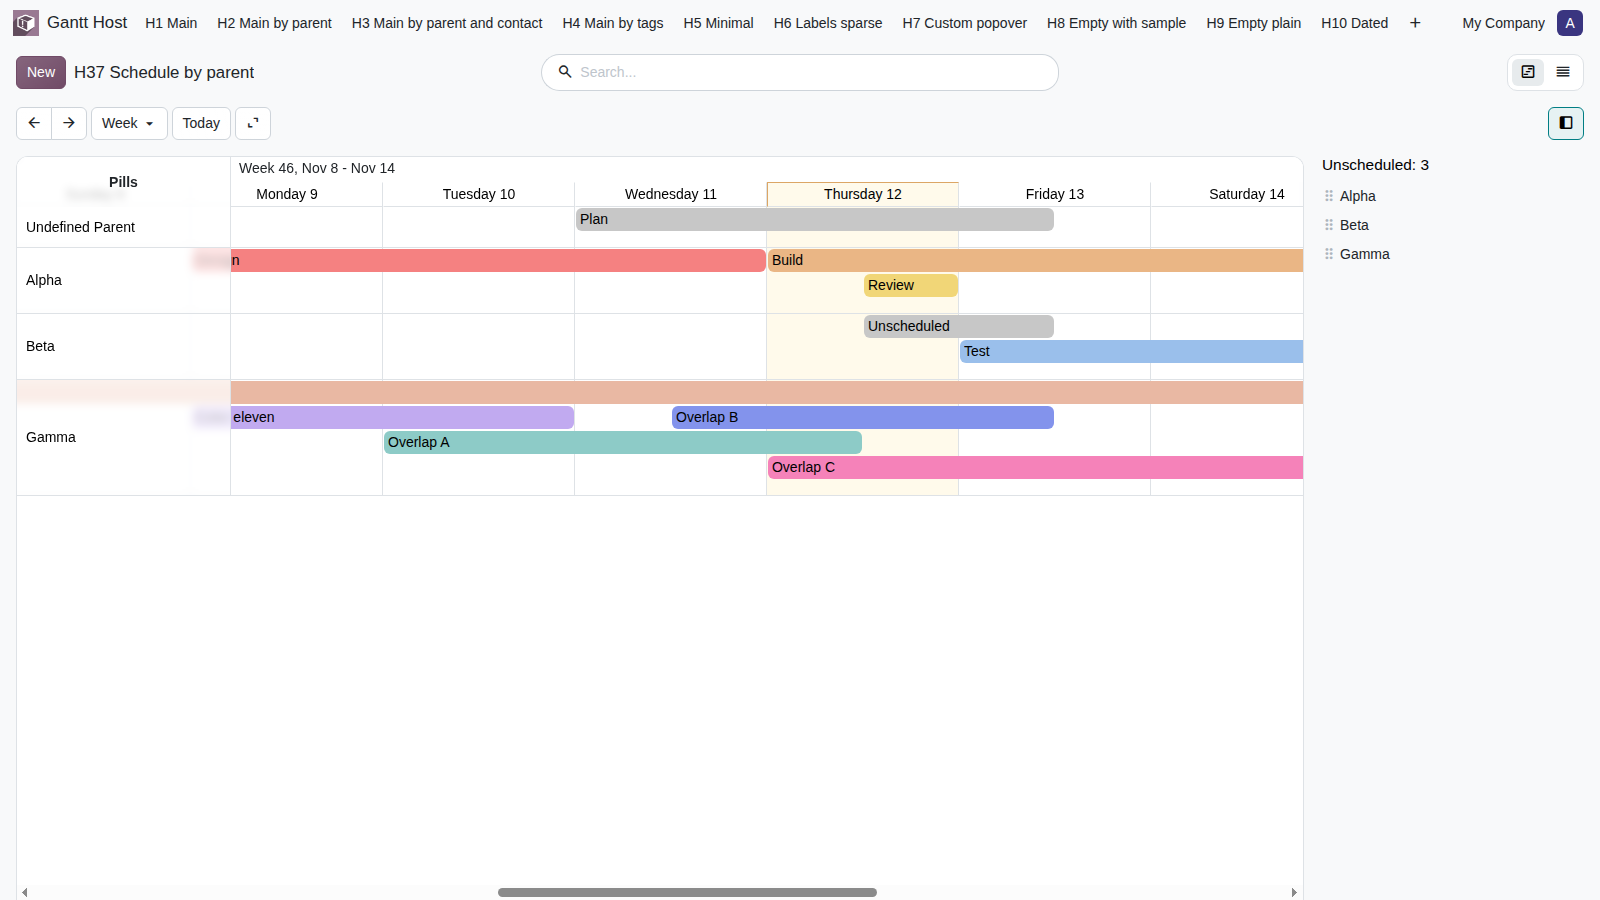 Gantt Host H1 Main H2 Main by parent H3 Main by parent and contact H4 Main by tags H5 Minimal H6 Labels sparse H7 Custom popover H8 Empty with sample H9 Empty plain H10 Dated + My Company A
New H37 Schedule by parent Search...
Week Today
Week 46, Nov 8 - Nov 14
Pills
Monday 9 Tuesday 10 Wednesday 11 Thursday 12 Friday 13 Saturday 14
Undefined Parent Plan
Alpha
n Build
Review
Beta
Unscheduled
Test
Gamma
eleven Overlap B
Overlap A
Overlap C
Unscheduled: 3
Alpha
Beta
Gamma